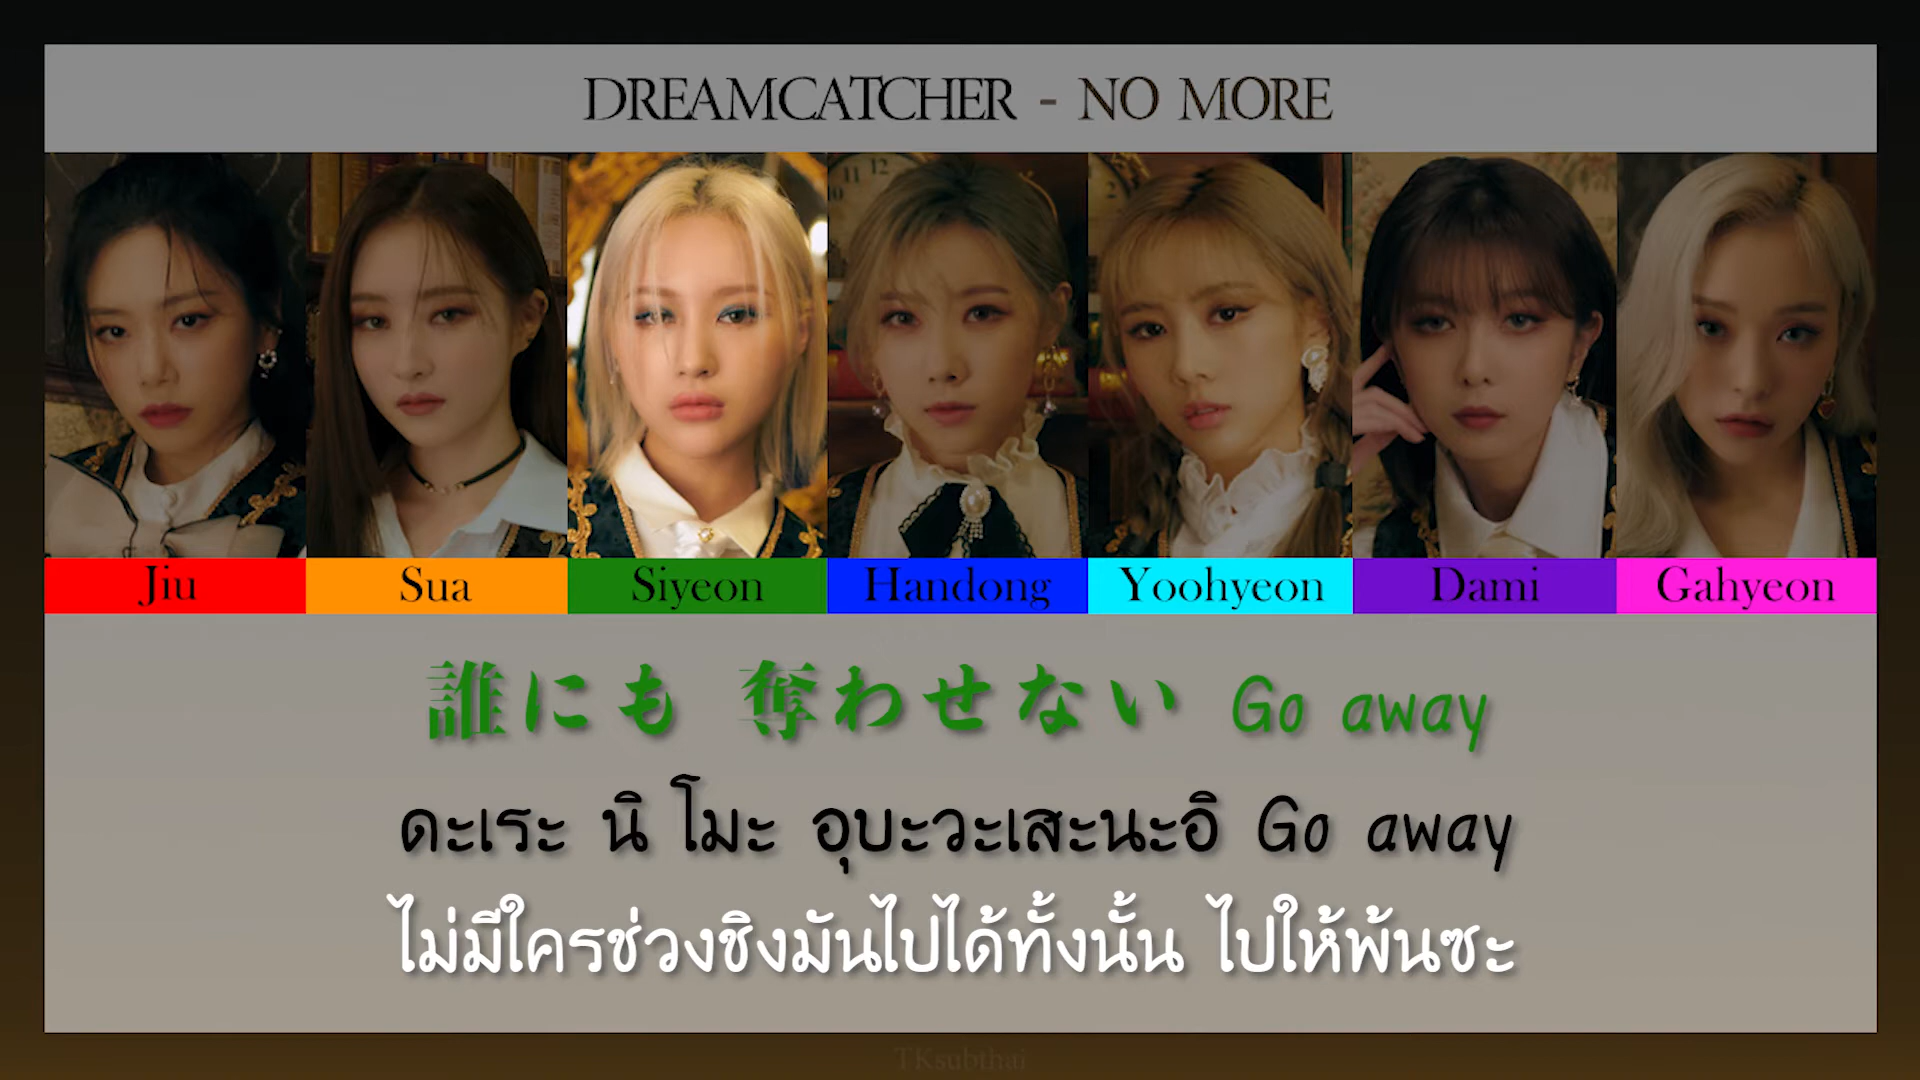 DREAMCATCHER - NO MORE
Jiu Sua Siyeon Handong Yoohyeon Dami Gahyeon
誰にも 奪わせない Go away
ดะเระ นิ โมะ อุบะวะเสะนะอิ Go away
ไม่มีใครช่วงชิงมันไปได้ทั้งนั้น ไปให้พ้นซะ
TKsubthai